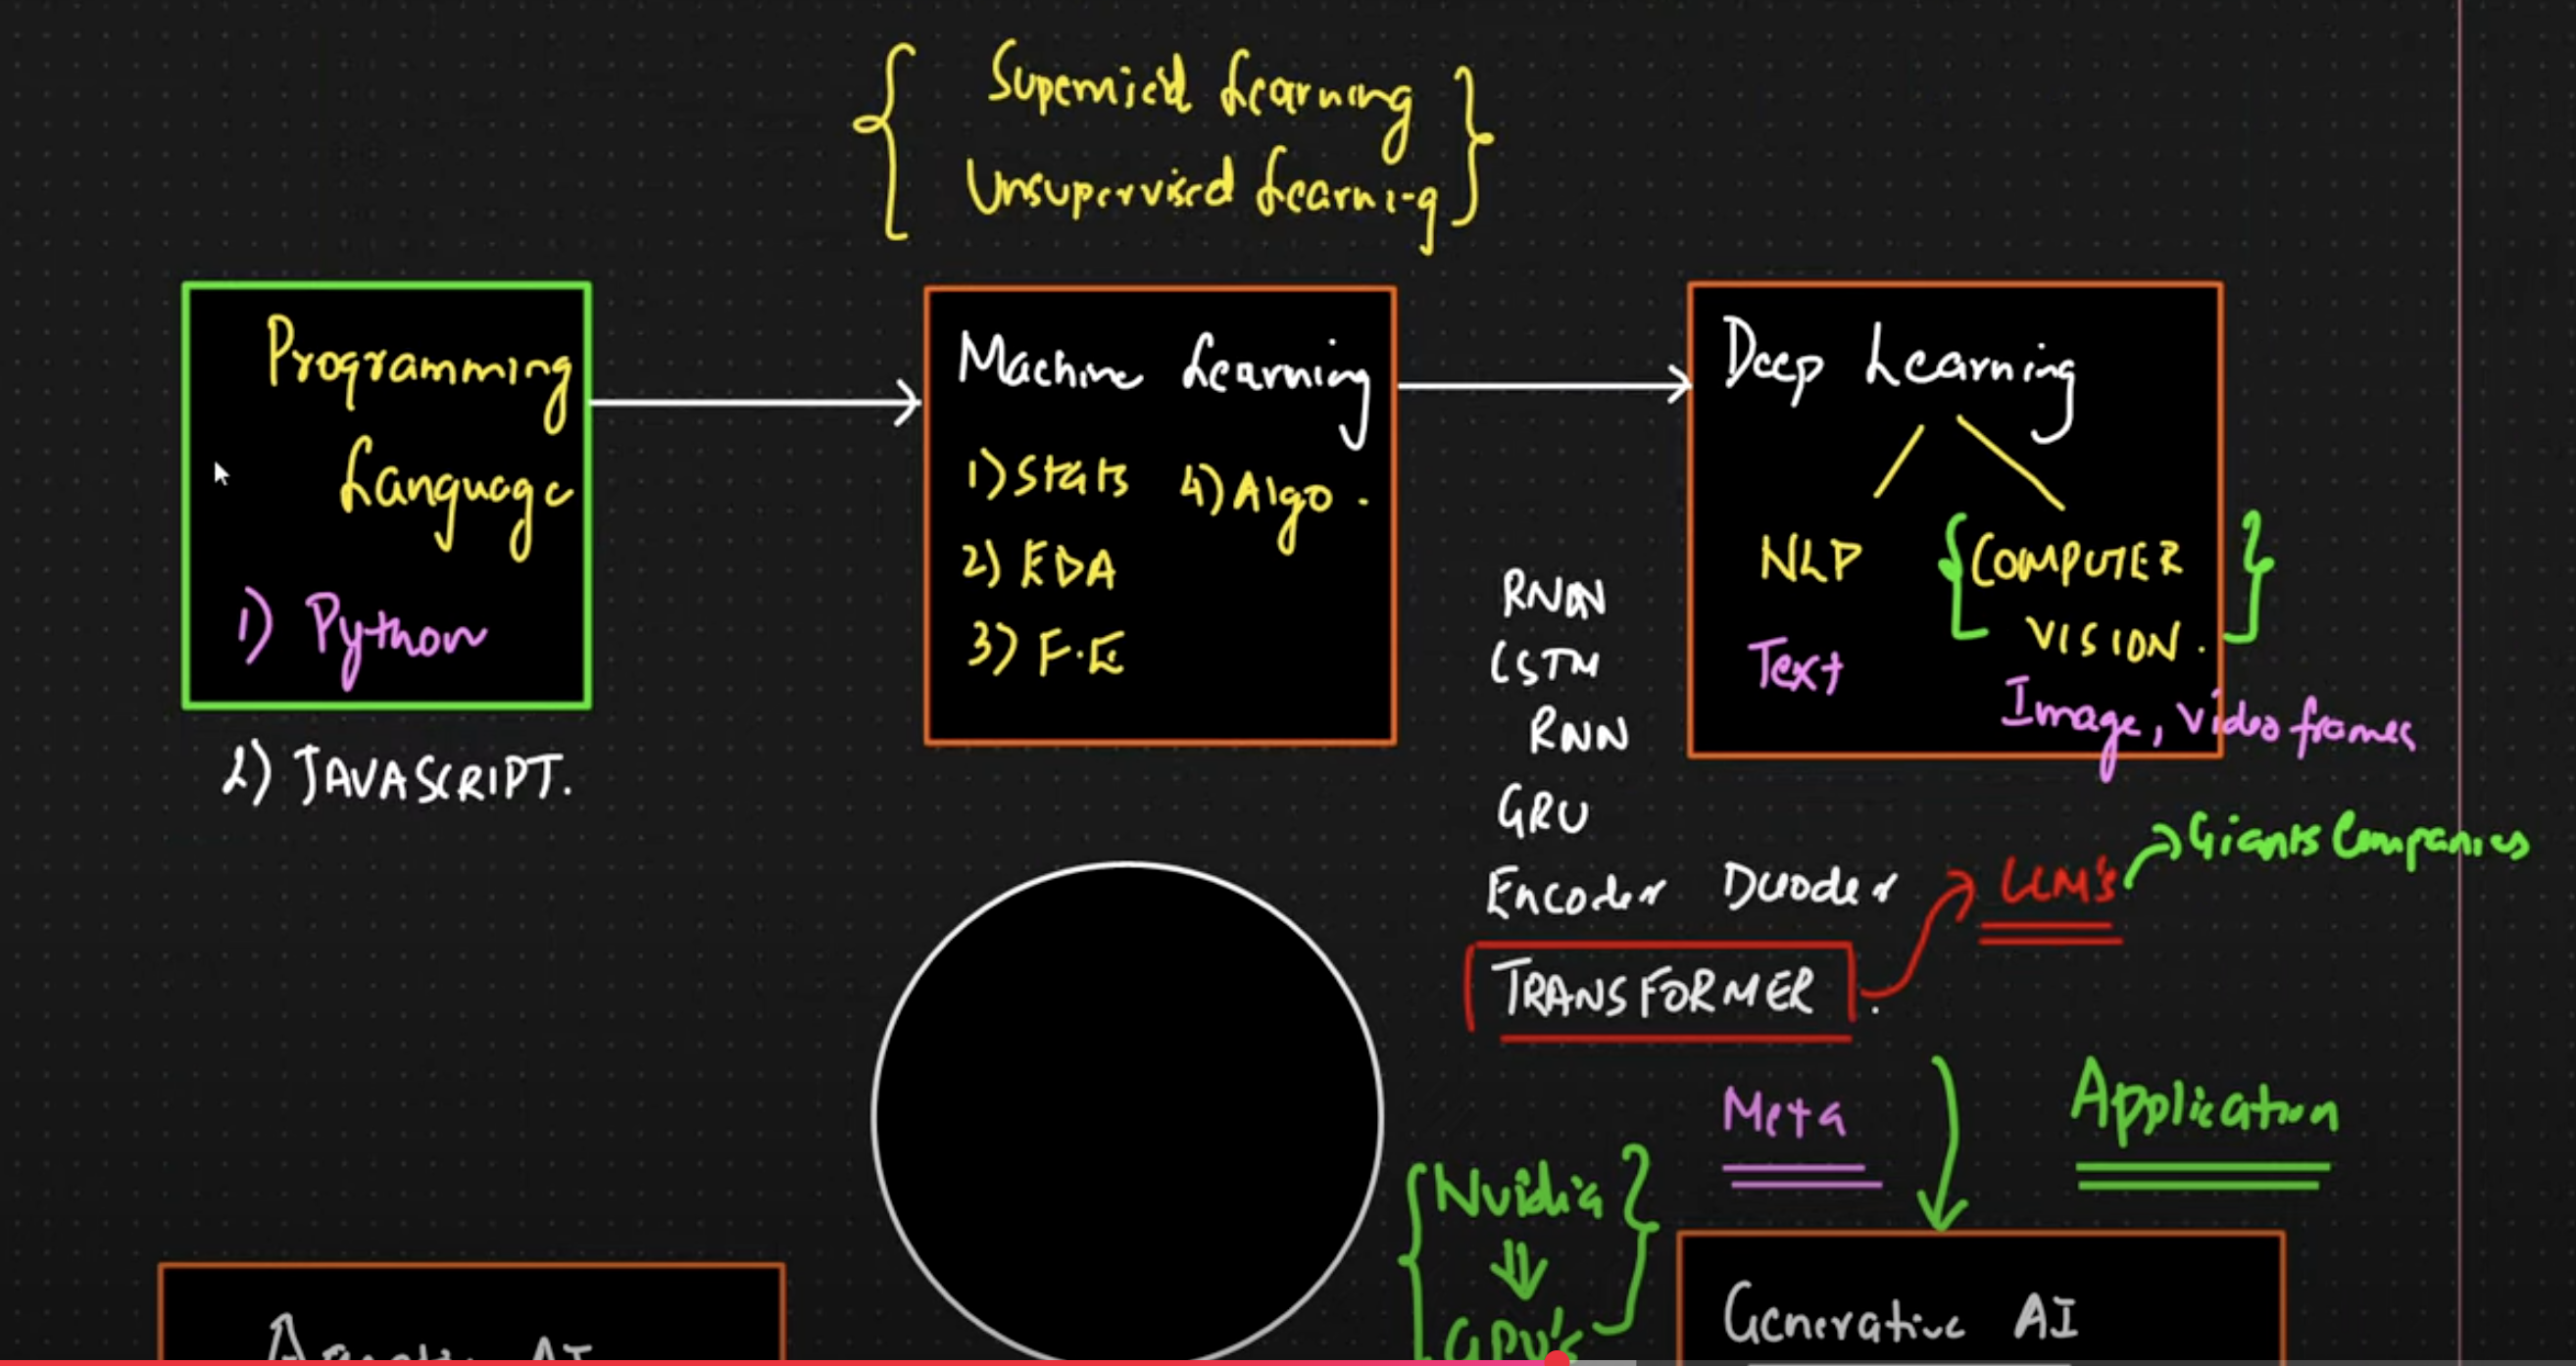 Supervised Learning
Unsupervised Learning
Programming
Language
1) Python
2) JAVASCRIPT.
Machine Learning
1) Stats 4) Algo.
2) EDA
3) F.E
Deep Learning
NLP COMPUTER
VISION.
Text
Image, Video frames
RNN
LSTM
RNN
GRU
Encoder Decoder
TRANSFORMER.
LLM's
Giants Companies
Meta
Application
Nvidia
GPU's
Generative AI
Agentic AI